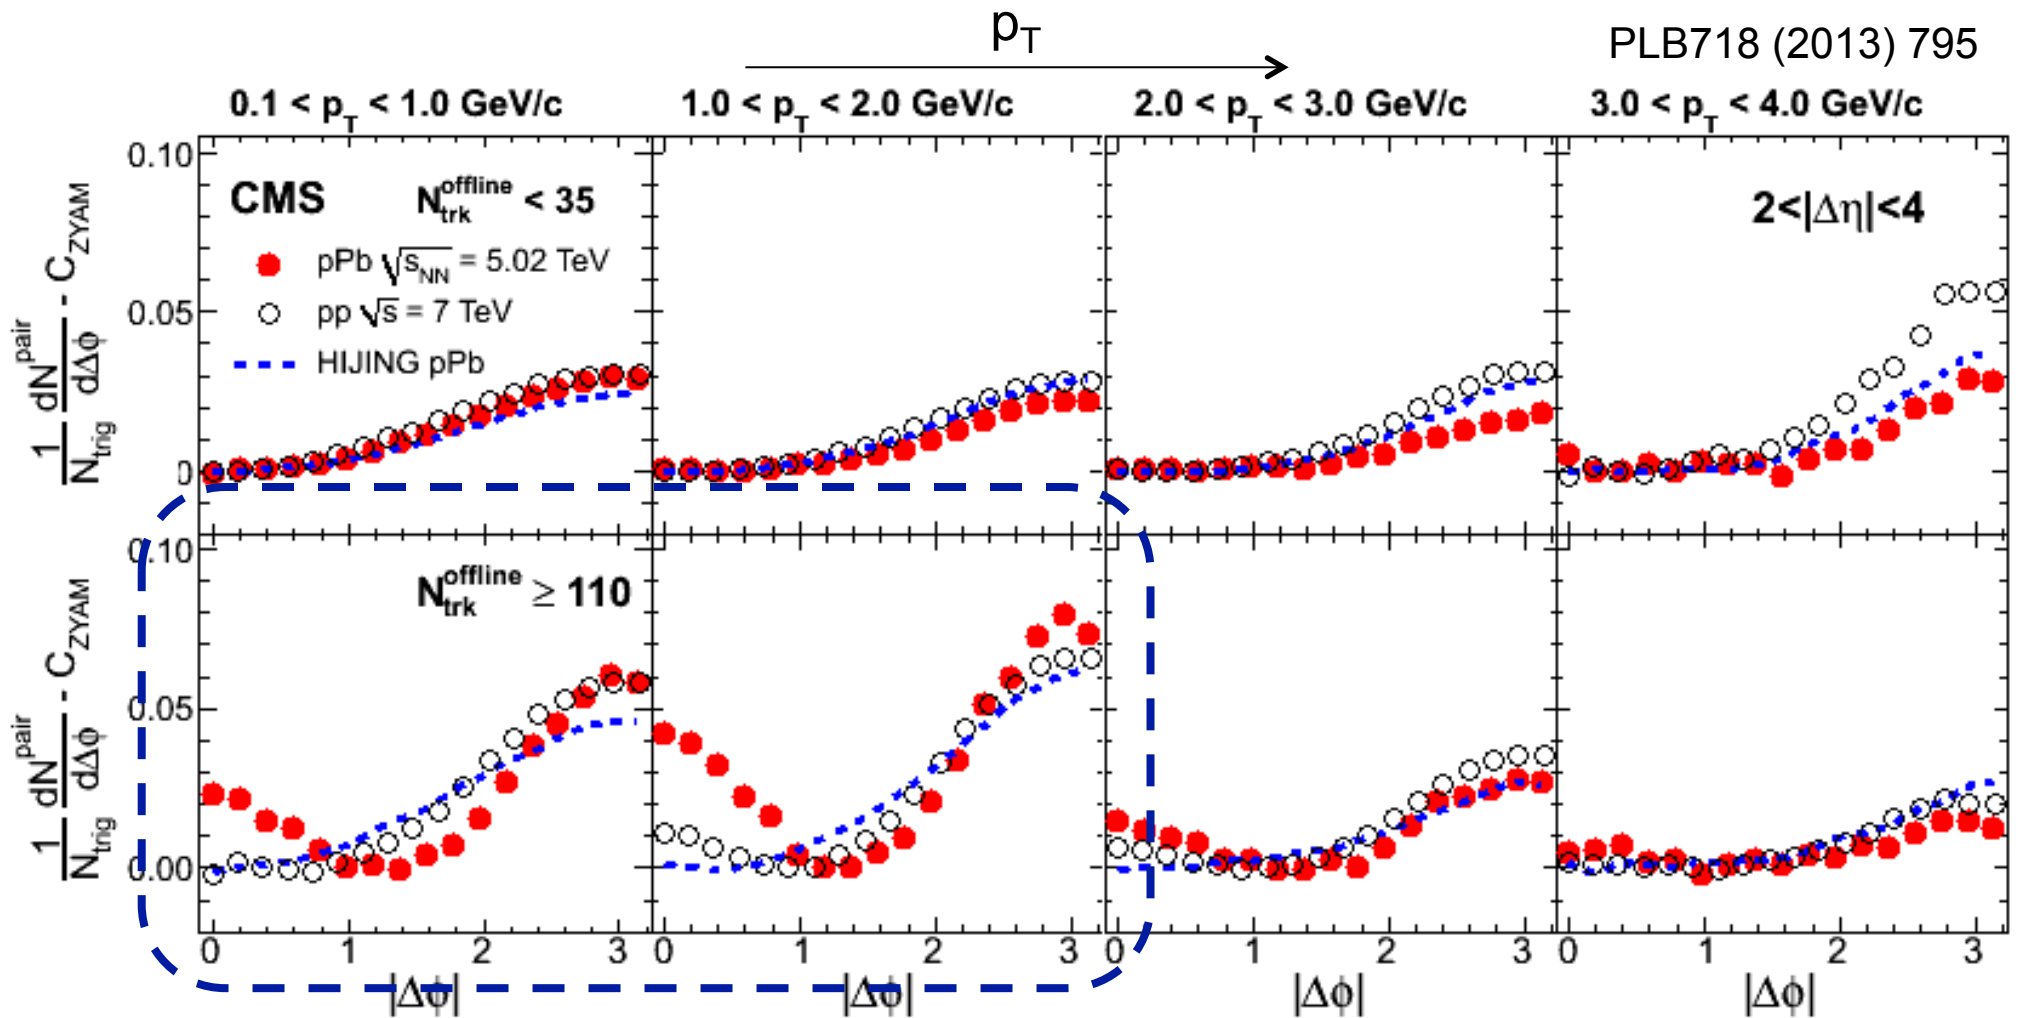 p_T
PLB718 (2013) 795
0.1 < p_T < 1.0 GeV/c
1.0 < p_T < 2.0 GeV/c
2.0 < p_T < 3.0 GeV/c
3.0 < p_T < 4.0 GeV/c
CMS
N_trk^offline < 35
pPb √s_NN = 5.02 TeV
pp √s = 7 TeV
HIJING pPb
2<|Δη|<4
1/N_trig dN^pair/dΔϕ - C_ZYAM
0.10
0.05
0
N_trk^offline ≥ 110
1/N_trig dN^pair/dΔϕ - C_ZYAM
0.10
0.05
0.00
0 1 2 3
0 1 2 3
0 1 2 3
0 1 2 3
|Δϕ|
|Δϕ|
|Δϕ|
|Δϕ|